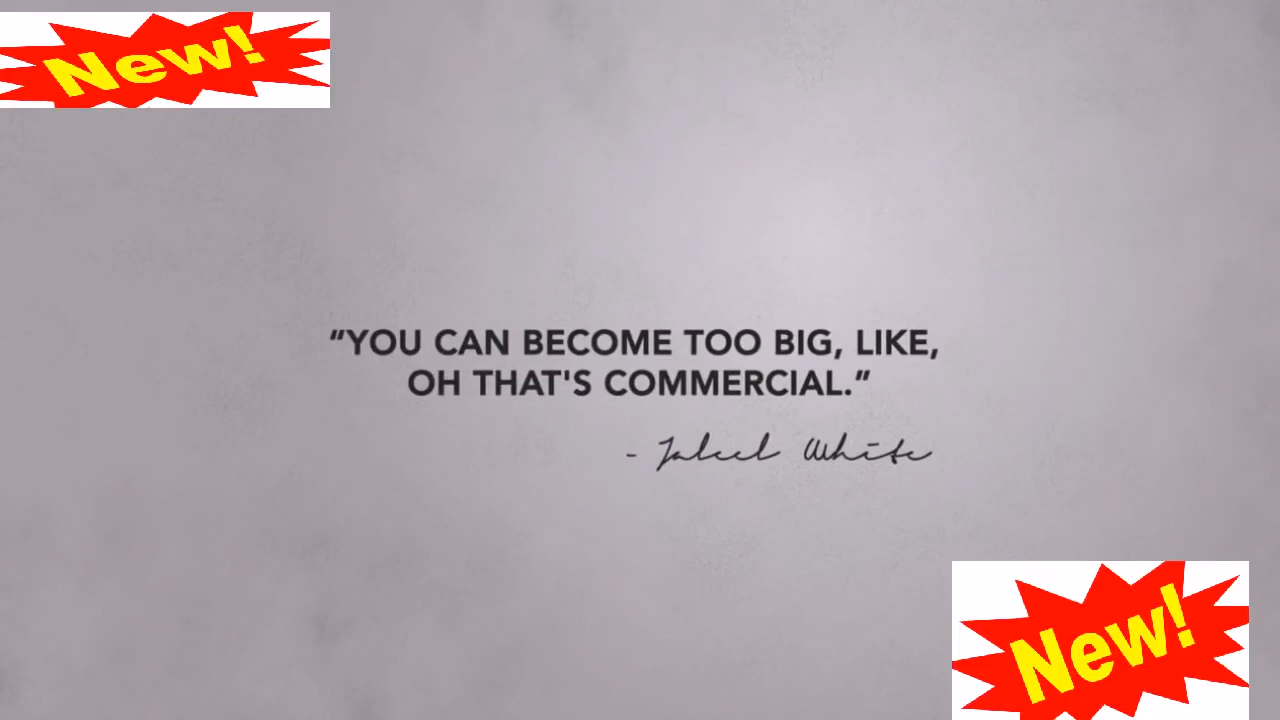 New!
“YOU CAN BECOME TOO BIG, LIKE,
OH THAT'S COMMERCIAL.”
- Jaleel White
New!